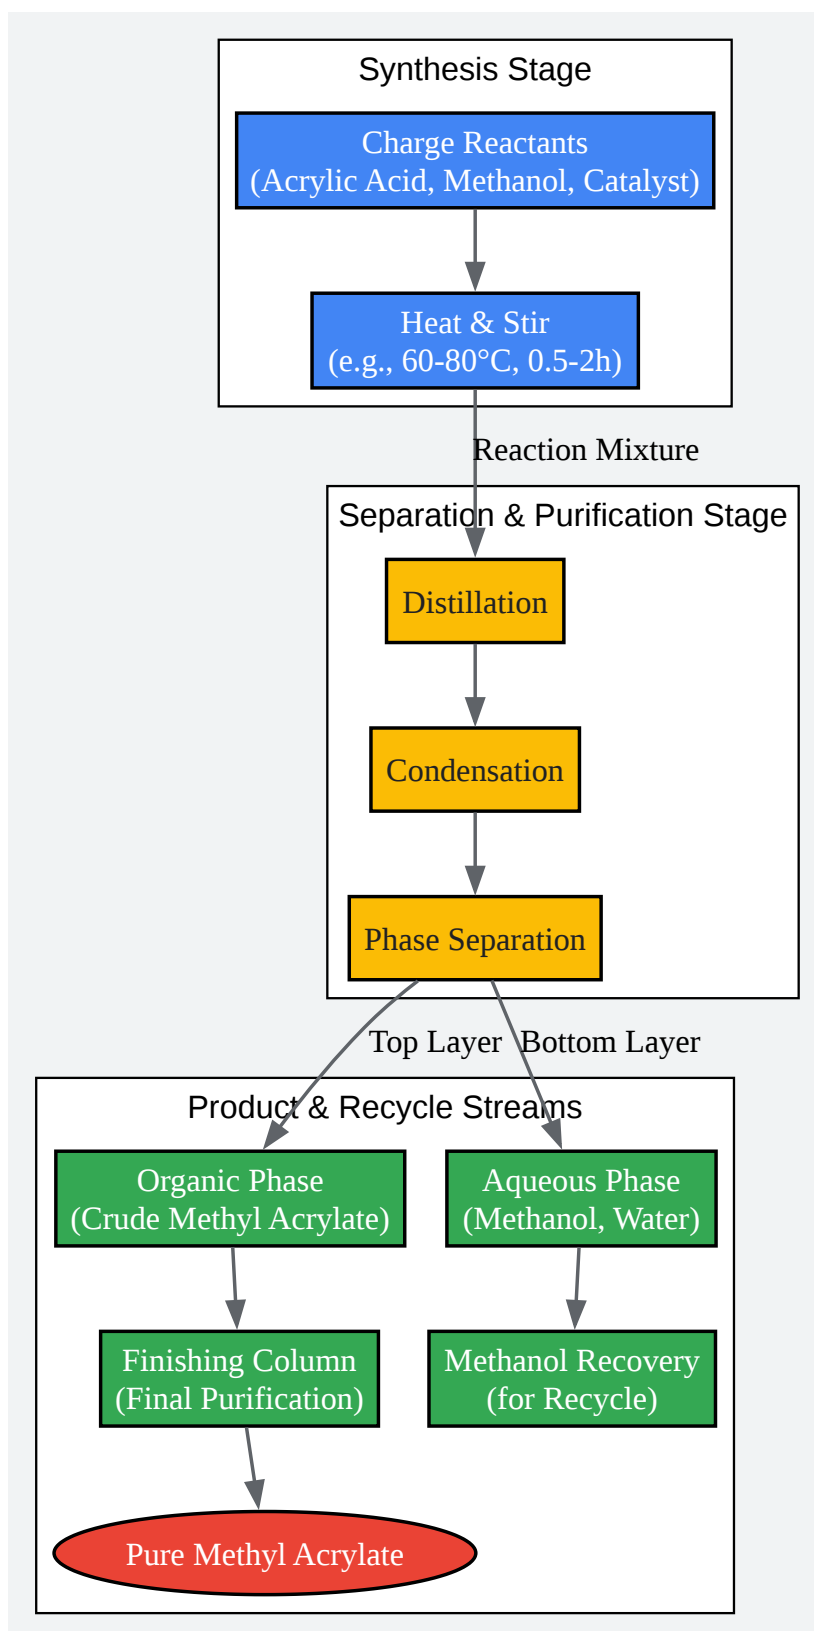 Synthesis Stage
Charge Reactants
(Acrylic Acid, Methanol, Catalyst)
Heat & Stir
(e.g., 60-80°C, 0.5-2h)
Reaction Mixture
Separation & Purification Stage
Distillation
Condensation
Phase Separation
Top Layer
Bottom Layer
Product & Recycle Streams
Organic Phase
(Crude Methyl Acrylate)
Aqueous Phase
(Methanol, Water)
Finishing Column
(Final Purification)
Methanol Recovery
(for Recycle)
Pure Methyl Acrylate